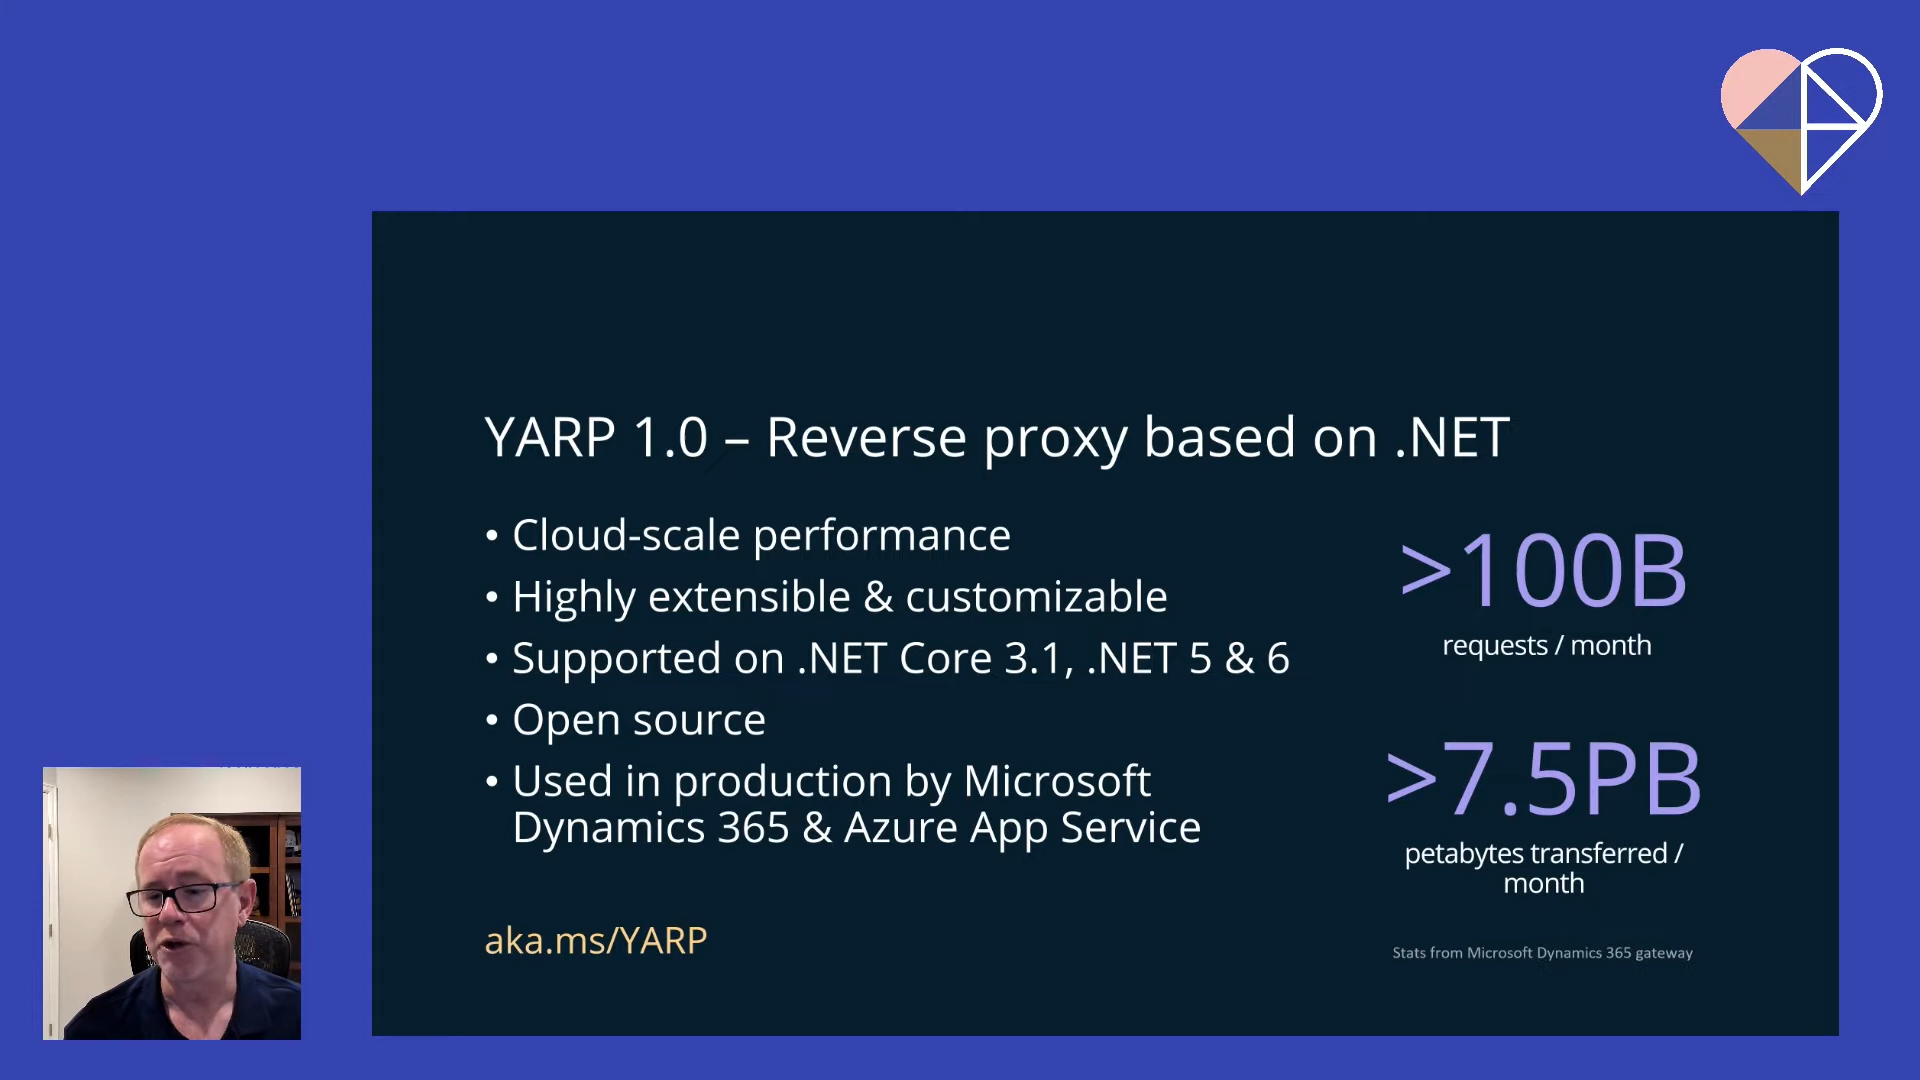 YARP 1.0 – Reverse proxy based on .NET
• Cloud-scale performance
• Highly extensible & customizable
• Supported on .NET Core 3.1, .NET 5 & 6
• Open source
• Used in production by Microsoft
Dynamics 365 & Azure App Service
aka.ms/YARP
>100B
requests / month
>7.5PB
petabytes transferred /
month
Stats from Microsoft Dynamics 365 gateway